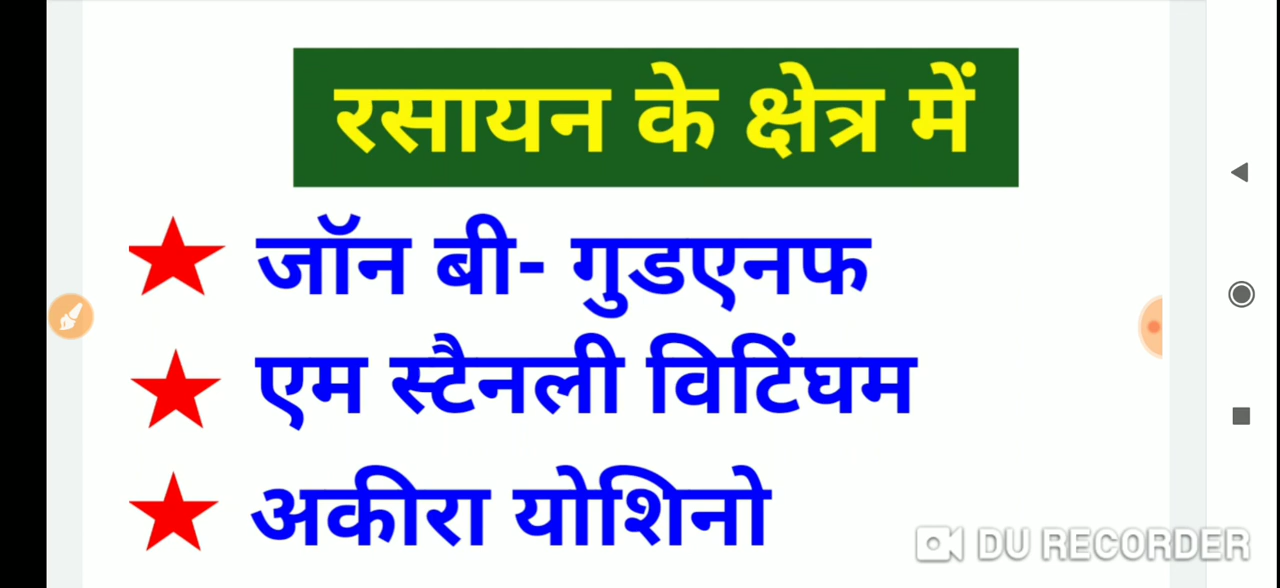 रसायन के क्षेत्र में
जॉन बी- गुडएनफ
एम स्टैनली विटिंघम
अकीरा योशिनो
DU RECORDER